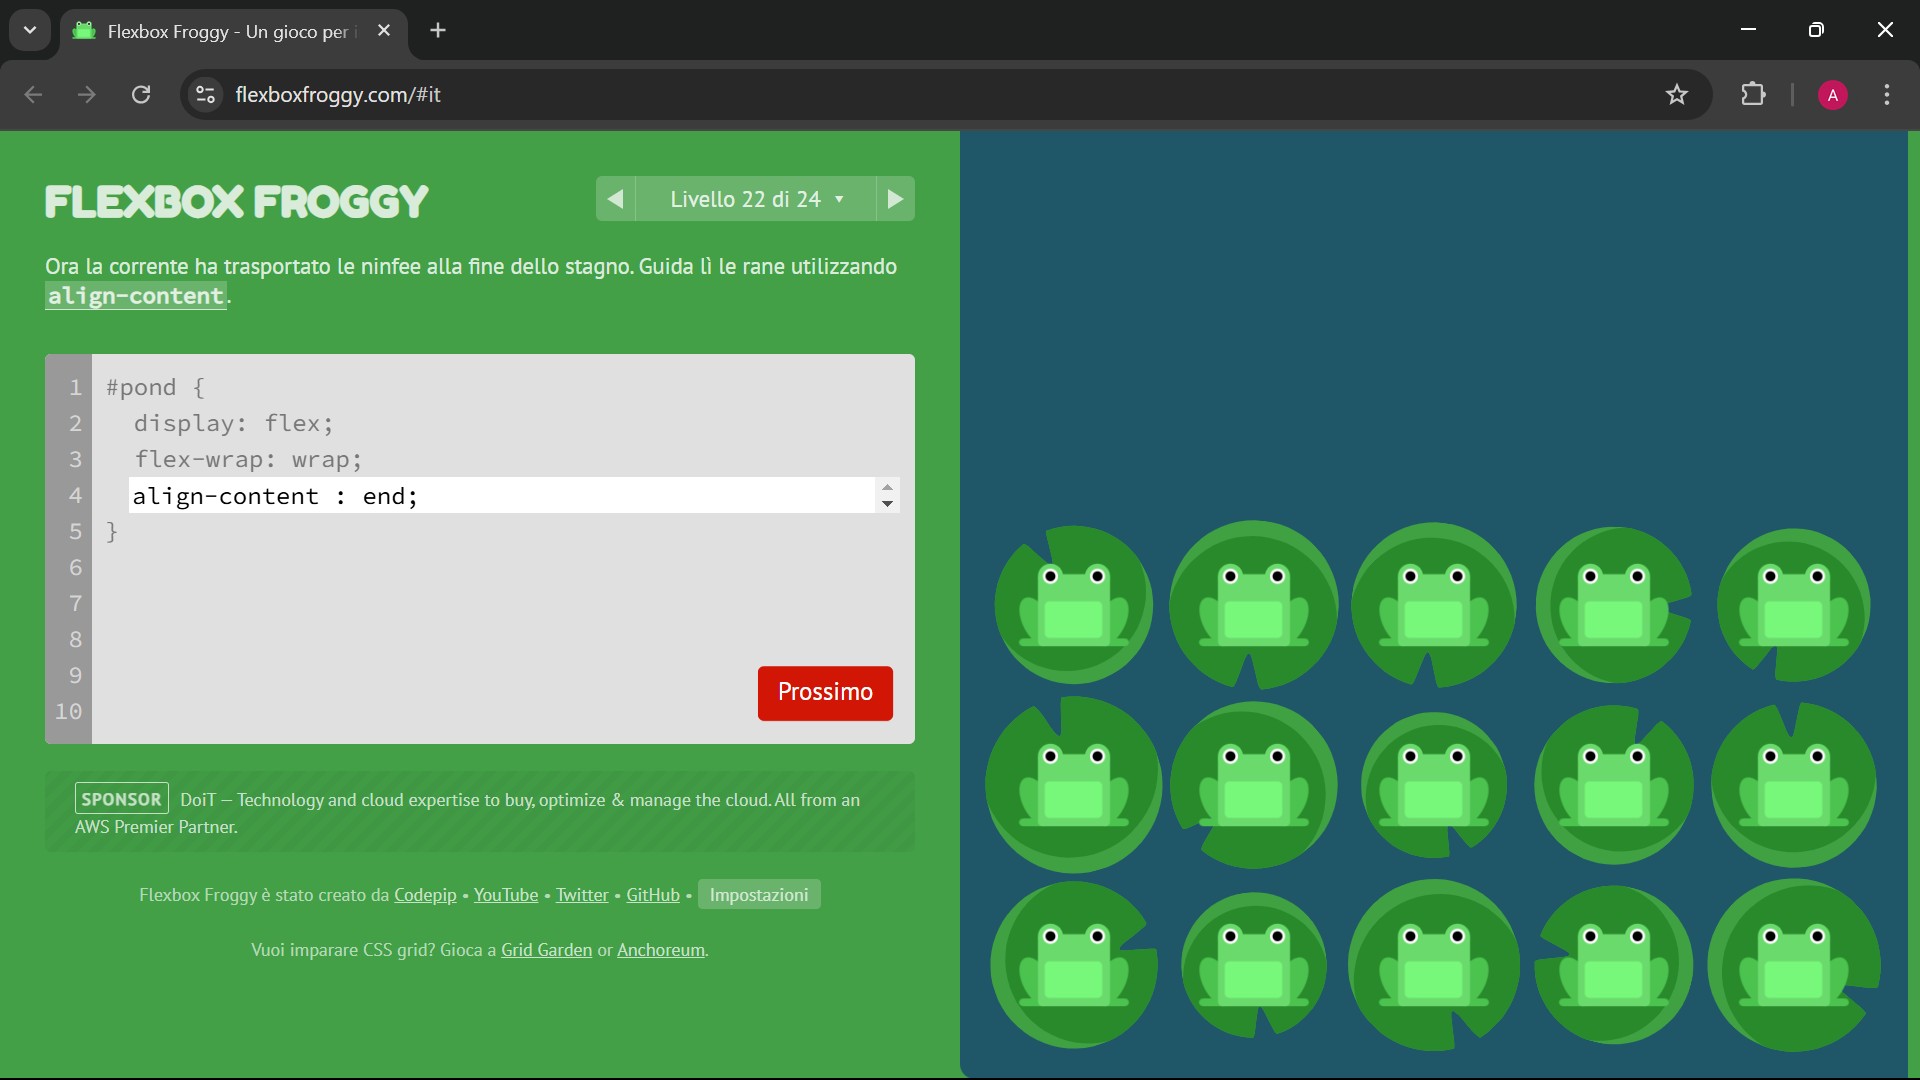 Flexbox Froggy - Un gioco per
flexboxfroggy.com/#it
A
FLEXBOX FROGGY
Livello 22 di 24
Ora la corrente ha trasportato le ninfee alla fine dello stagno. Guida lì le rane utilizzando
align-content.
1 #pond {
2 display: flex;
3 flex-wrap: wrap;
4 align-content : end;
5 }
6
7
8
9
10
Prossimo
SPONSOR DoiT — Technology and cloud expertise to buy, optimize & manage the cloud. All from an
AWS Premier Partner.
Flexbox Froggy è stato creato da Codepip • YouTube • Twitter • GitHub • Impostazioni
Vuoi imparare CSS grid? Gioca a Grid Garden or Anchoreum.